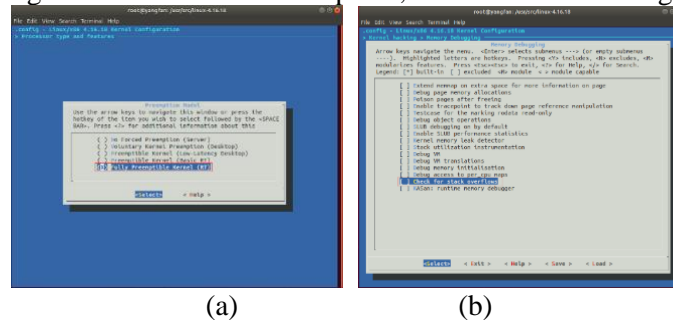 root@yangfan: /usr/src/linux-4.16.18
File Edit View Search Terminal Help
.config - Linux/x86 4.16.18 Kernel Configuration
> Processor type and features
Preemption Model
Use the arrow keys to navigate this window or press the
hotkey of the item you wish to select followed by the <SPACE
BAR>. Press <?> for additional information about this
( ) No Forced Preemption (Server)
( ) Voluntary Kernel Preemption (Desktop)
( ) Preemptible Kernel (Low-Latency Desktop)
( ) Preemptible Kernel (Basic RT)
(X) Fully Preemptible Kernel (RT)
<Select> < Help >
(a)
root@yangfan: /usr/src/linux-4.16.18
File Edit View Search Terminal Help
.config - Linux/x86 4.16.18 Kernel Configuration
> Kernel hacking > Memory Debugging
Memory Debugging
Arrow keys navigate the menu. <Enter> selects submenus ---> (or empty submenus
----). Highlighted letters are hotkeys. Pressing <Y> includes, <N> excludes, <M>
modularizes features. Press <Esc><Esc> to exit, <?> for Help, </> for Search.
Legend: [*] built-in [ ] excluded <M> module < > module capable
[ ] Extend memmap on extra space for more information on page
[ ] Debug page memory allocations
[ ] Poison pages after freeing
[ ] Enable tracepoint to track down page reference manipulation
[ ] Testcase for the marking rodata read-only
[ ] Debug object operations
[ ] SLUB debugging on by default
[ ] Enable SLUB performance statistics
[ ] Kernel memory leak detector
[ ] Stack utilization instrumentation
[ ] Debug VM
[ ] Debug VM translations
[ ] Debug memory initialisation
[ ] Debug access to per_cpu maps
[ ] Check for stack overflows
[ ] KASan: runtime memory debugger
<Select> < Exit > < Help > < Save > < Load >
(b)